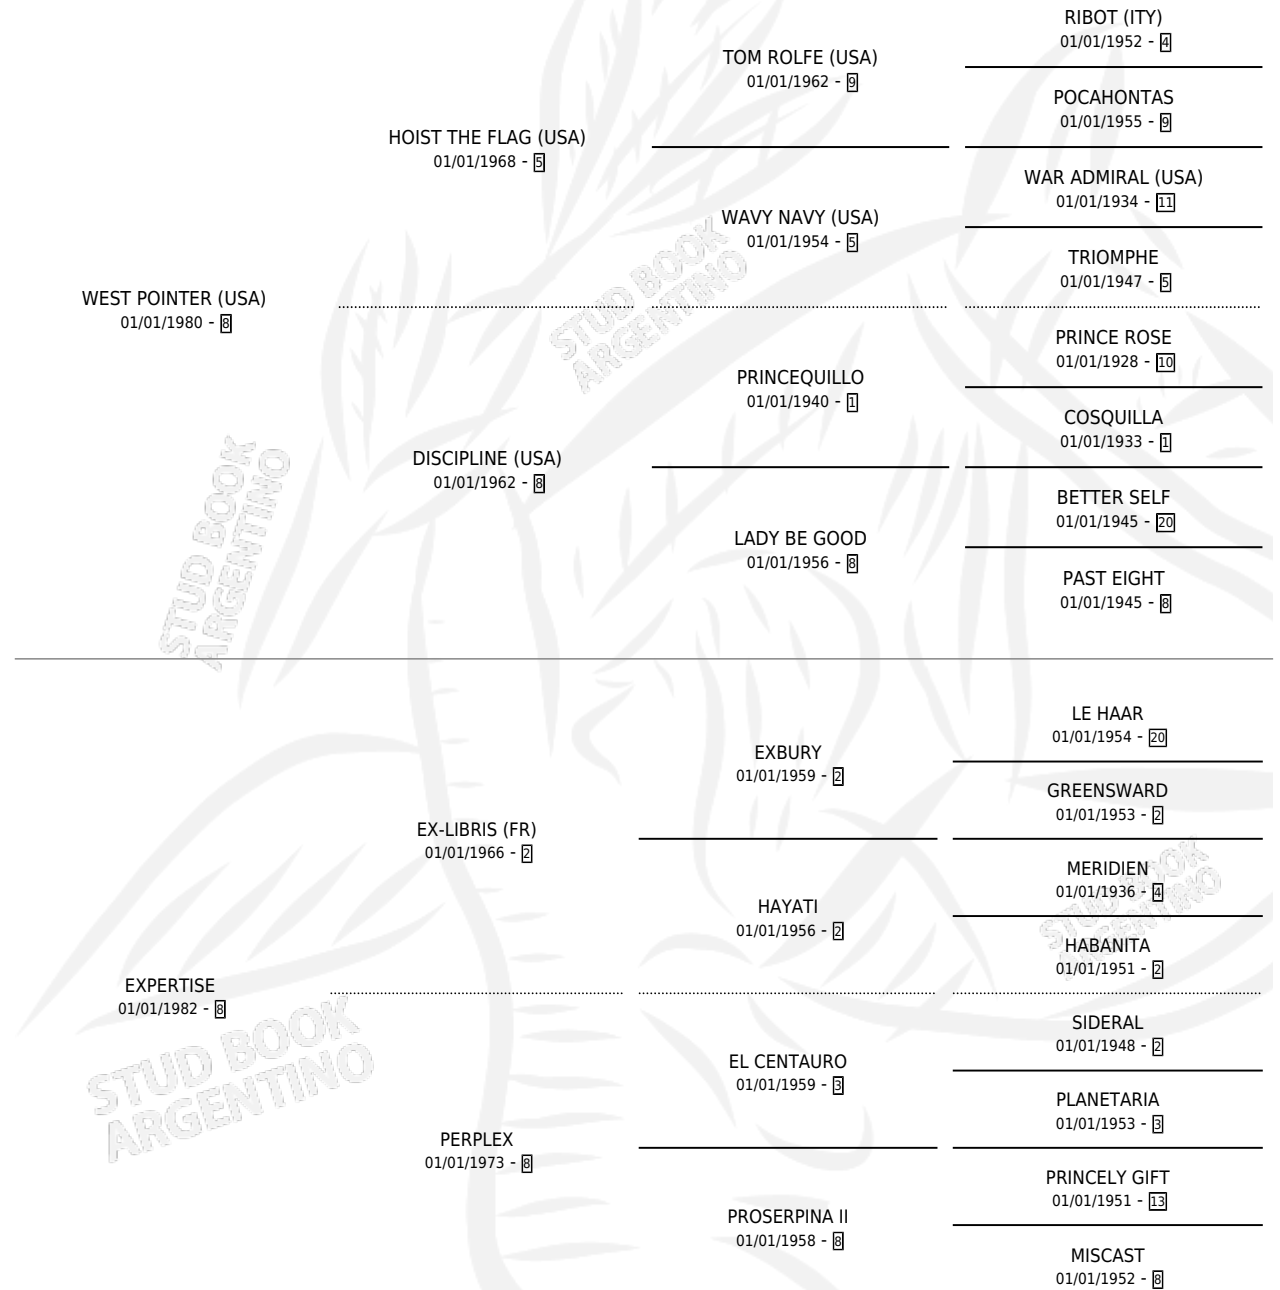 RIBOT (ITY)
01/01/1952 - 4
TOM ROLFE (USA)
01/01/1962 - 9
POCAHONTAS
01/01/1955 - 9
HOIST THE FLAG (USA)
01/01/1968 - 5
WAR ADMIRAL (USA)
01/01/1934 - 11
WAVY NAVY (USA)
01/01/1954 - 5
TRIOMPHE
01/01/1947 - 5
WEST POINTER (USA)
01/01/1980 - 8
PRINCE ROSE
01/01/1928 - 10
PRINCEQUILLO
01/01/1940 - 1
COSQUILLA
01/01/1933 - 1
DISCIPLINE (USA)
01/01/1962 - 8
BETTER SELF
01/01/1945 - 20
LADY BE GOOD
01/01/1956 - 8
PAST EIGHT
01/01/1945 - 8
LE HAAR
01/01/1954 - 20
EXBURY
01/01/1959 - 2
GREENSWARD
01/01/1953 - 2
EX-LIBRIS (FR)
01/01/1966 - 2
MERIDIEN
01/01/1936 - 4
HAYATI
01/01/1956 - 2
HABANITA
01/01/1951 - 2
EXPERTISE
01/01/1982 - 8
SIDERAL
01/01/1948 - 2
EL CENTAURO
01/01/1959 - 3
PLANETARIA
01/01/1953 - 3
PERPLEX
01/01/1973 - 8
PRINCELY GIFT
01/01/1951 - 13
PROSERPINA II
01/01/1958 - 8
MISCAST
01/01/1952 - 8
STUD BOOK
ARGENTINO
STUD BOOK
ARGENTINO
STUD BOOK
ARGENTINO
STUD BOOK
ARGENTINO